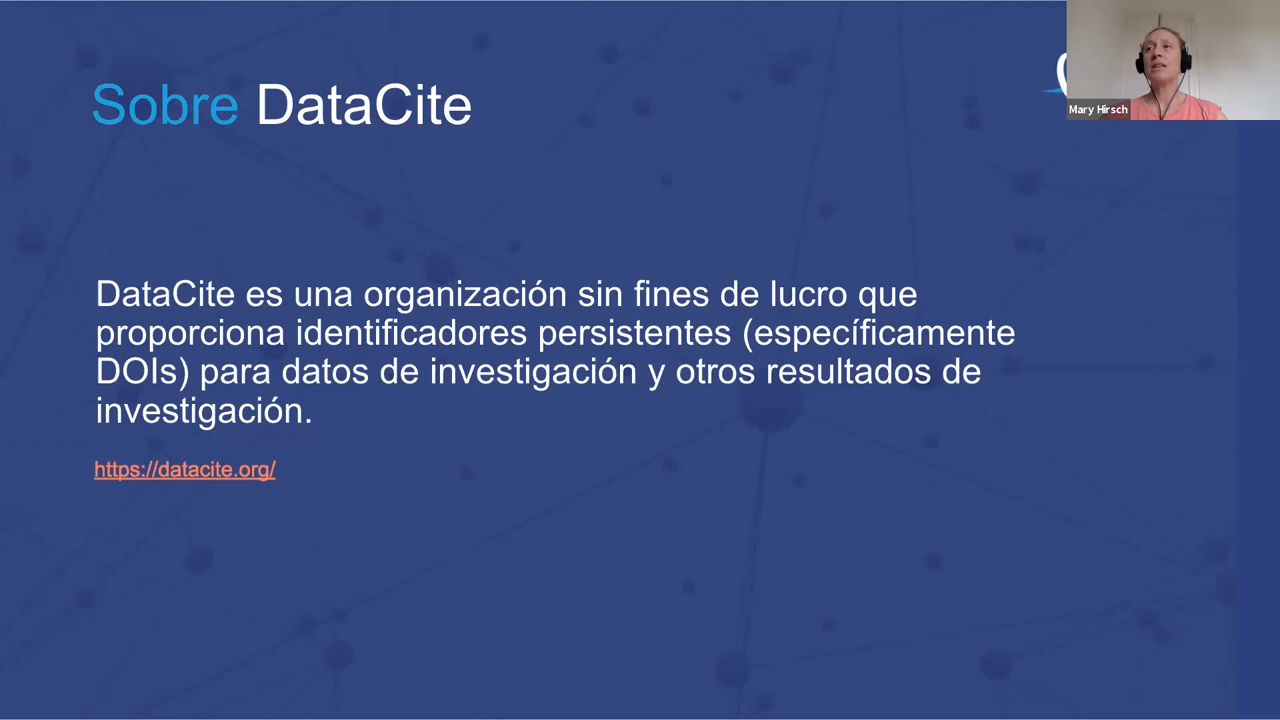 Sobre DataCite
Mary Hirsch
DataCite es una organización sin fines de lucro que
proporciona identificadores persistentes (específicamente
DOIs) para datos de investigación y otros resultados de
investigación.
https://datacite.org/